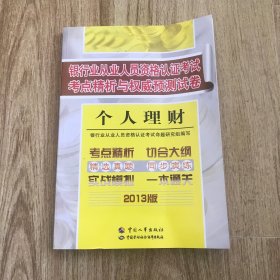 银行业从业人员资格认证考试
考点精析与权威预测试卷
个人理财
银行业从业人员资格认证考试命题研究组编写
考点精析 切合大纲
精选真题 同步演练
实战模拟 一本通关
2013版
中国人事出版社